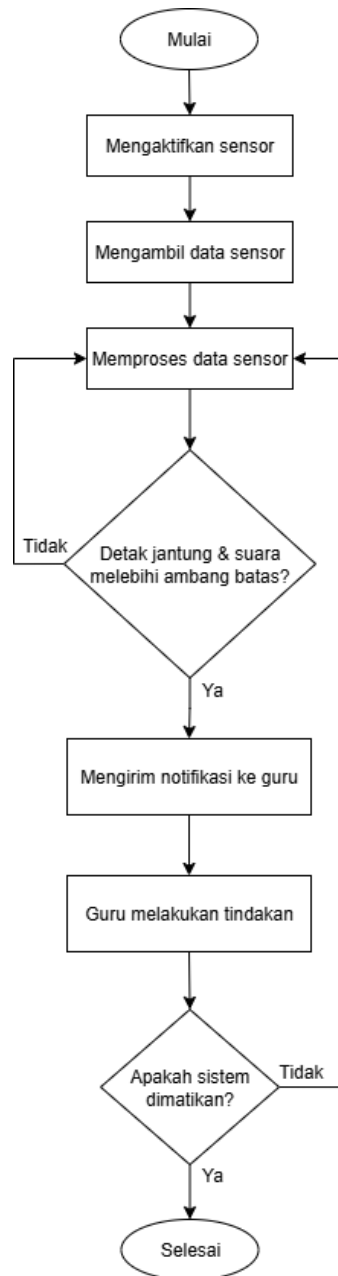 Mulai
Mengaktifkan sensor
Mengambil data sensor
Memproses data sensor
Tidak
Detak jantung & suara
melebihi ambang batas?
Ya
Mengirim notifikasi ke guru
Guru melakukan tindakan
Apakah sistem
dimatikan?
Tidak
Ya
Selesai